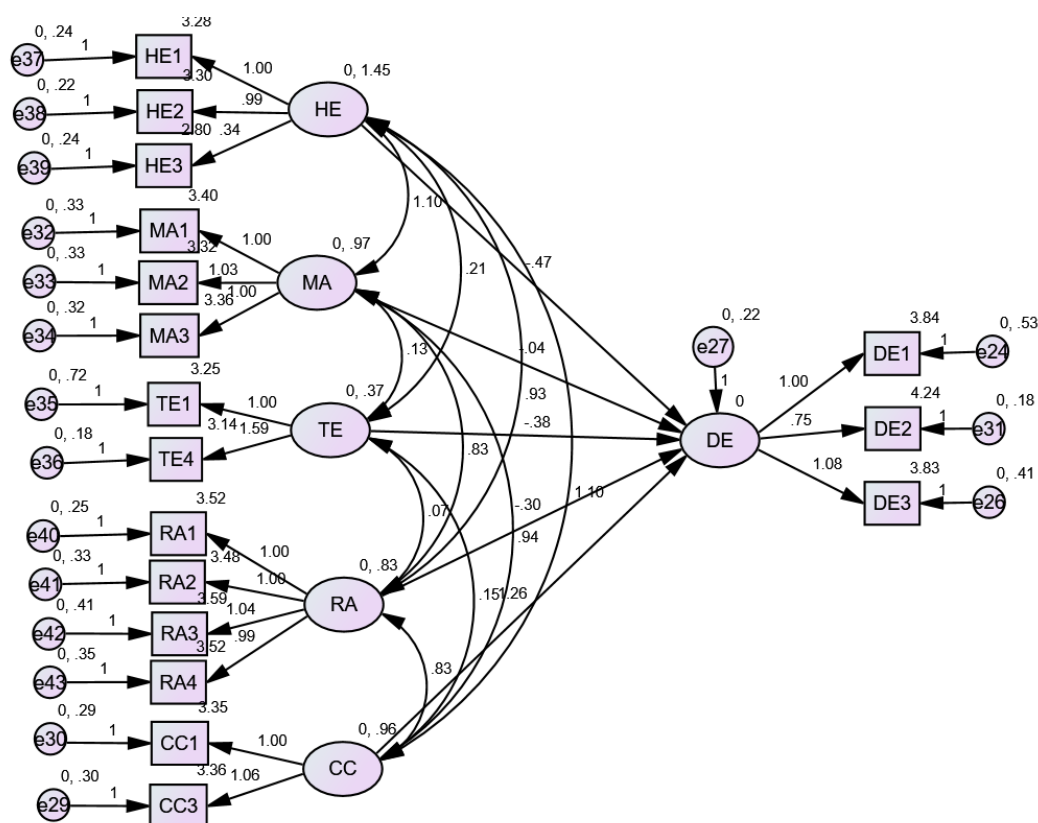 3.28
0, .24
e37
1
HE1
1.00
0, 1.45
HE
3.30
0, .22
e38
1
HE2
.99
2.80
.34
0, .24
e39
1
HE3
3.40
0, .33
e32
1
MA1
1.00
1.10
0, .97
MA
3.32
0, .33
e33
1
MA2
1.03
3.36
1.00
0, .32
e34
1
MA3
.21
-.47
.13
-.04
.93
3.25
0, .72
e35
1
TE1
1.00
0, .37
TE
3.14
1.59
0, .18
e36
1
TE4
-.38
.83
0, .22
e27
1
0
DE
3.84
0, .53
DE1
1
e24
1.00
4.24
0, .18
.75
DE2
1
e31
1.08
3.83
0, .41
DE3
1
e26
3.52
0, .25
e40
1
RA1
1.00
.07
-.30
1.10
.94
3.48
0, .33
e41
1
RA2
1.00
0, .83
RA
3.59
0, .41
e42
1
RA3
1.04
.15
1.26
3.52
.99
0, .35
e43
1
RA4
.83
3.35
0, .29
e30
1
CC1
1.00
0, .96
CC
3.36
1.06
0, .30
e29
1
CC3